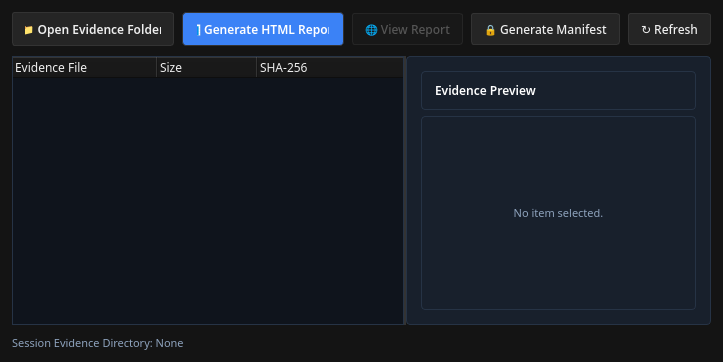 Open Evidence Folder
Generate HTML Repo
View Report
Generate Manifest
Refresh
Evidence File Size SHA-256
Evidence Preview
No item selected.
Session Evidence Directory: None